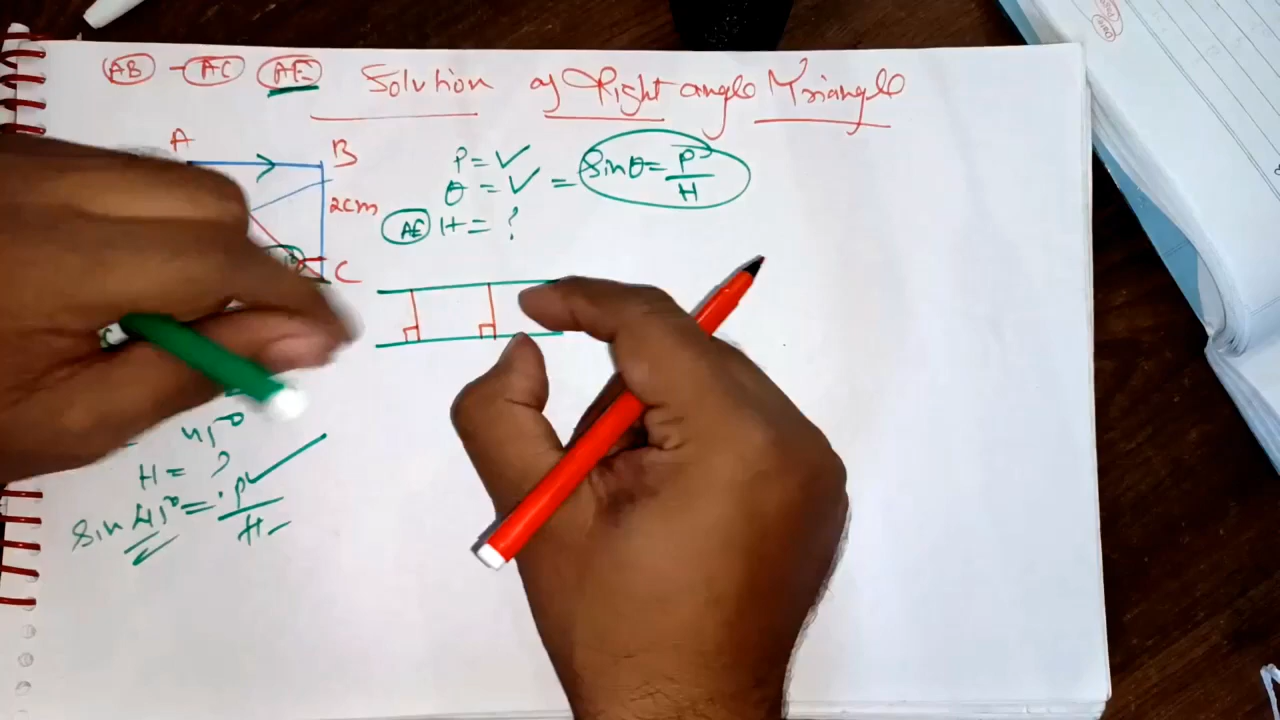 AB - AC AE Solution of Right angle Triangle
A
B
2cm
C
P = ✓
θ = ✓ = sinθ = P/H
AE H = ?
41°
H = ?
sin 41° = P/H